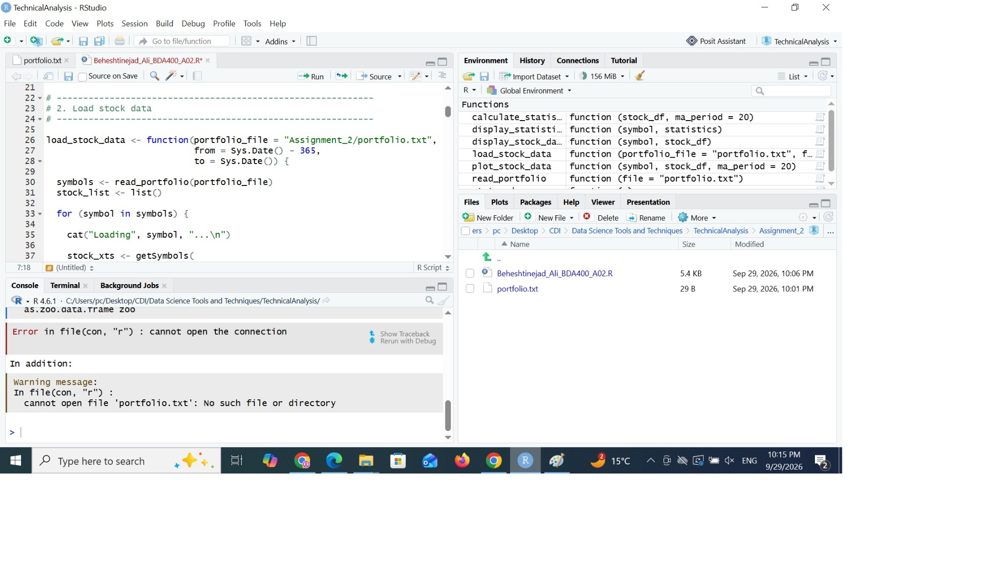 TechnicalAnalysis - RStudio
File Edit Code View Plots Session Build Debug Profile Tools Help
Go to file/function Addins Posit Assistant TechnicalAnalysis
portfolio.txt Beheshtinejad_Ali_BDA400_A02.R*
Source on Save Run Source
21
22 # ------------------------------------------------------------
23 # 2. Load stock data
24 # ------------------------------------------------------------
25
26 load_stock_data <- function(portfolio_file = "Assignment_2/portfolio.txt",
27 from = Sys.Date() - 365,
28 to = Sys.Date()) {
29
30 symbols <- read_portfolio(portfolio_file)
31 stock_list <- list()
32
33 for (symbol in symbols) {
34
35 cat("Loading", symbol, "...\n")
36
37 stock_xts <- getSymbols(
7:18 # (Untitled) R Script
Console Terminal Background Jobs
R 4.6.1 · C:/Users/pc/Desktop/CDI/Data Science Tools and Techniques/TechnicalAnalysis/
as.zoo.data.frame zoo
Error in file(con, "r") : cannot open the connection
Show Traceback
Rerun with Debug
In addition:
Warning message:
In file(con, "r") :
cannot open file 'portfolio.txt': No such file or directory
>
Environment History Connections Tutorial
Import Dataset 156 MiB List
R Global Environment
Functions
calculate_statis… function (stock_df, ma_period = 20)
display_statisti… function (symbol, statistics)
display_stock_da… function (symbol, stock_df)
load_stock_data function (portfolio_file = "portfolio.txt", f…
plot_stock_data function (symbol, stock_df, ma_period = 20)
read_portfolio function (file = "portfolio.txt")
Files Plots Packages Help Viewer Presentation
New Folder New File Delete Rename More
ers pc Desktop CDI Data Science Tools and Techniques TechnicalAnalysis Assignment_2 ...
Name Size Modified
..
Beheshtinejad_Ali_BDA400_A02.R 5.4 KB Sep 29, 2026, 10:06 PM
portfolio.txt 29 B Sep 29, 2026, 10:01 PM
Type here to search 2 15°C ENG 10:15 PM
9/29/2026 2